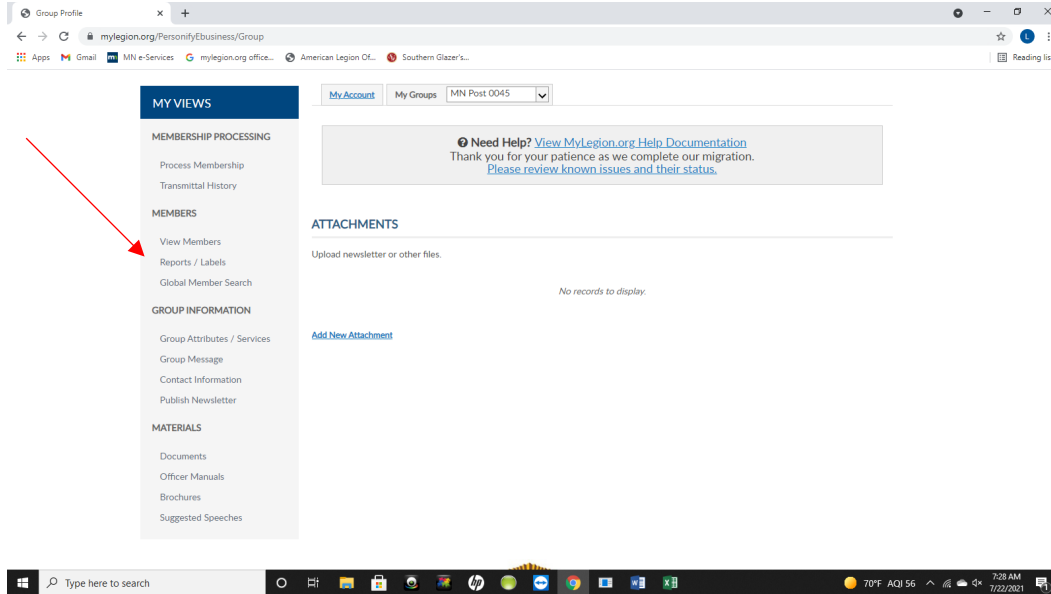 Group Profile
mylegion.org/PersonifyEbusiness/Group
L
Apps Gmail MN e-Services mylegion.org office... American Legion Of... Southern Glazer's... Reading lis
MY VIEWS
MEMBERSHIP PROCESSING
Process Membership
Transmittal History
MEMBERS
View Members
Reports / Labels
Global Member Search
GROUP INFORMATION
Group Attributes / Services
Group Message
Contact Information
Publish Newsletter
MATERIALS
Documents
Officer Manuals
Brochures
Suggested Speeches
My Account My Groups MN Post 0045
Need Help? View MyLegion.org Help Documentation
Thank you for your patience as we complete our migration.
Please review known issues and their status.
ATTACHMENTS
Upload newsletter or other files.
No records to display.
Add New Attachment
Type here to search
70°F AQI 56
7:28 AM
7/22/2021